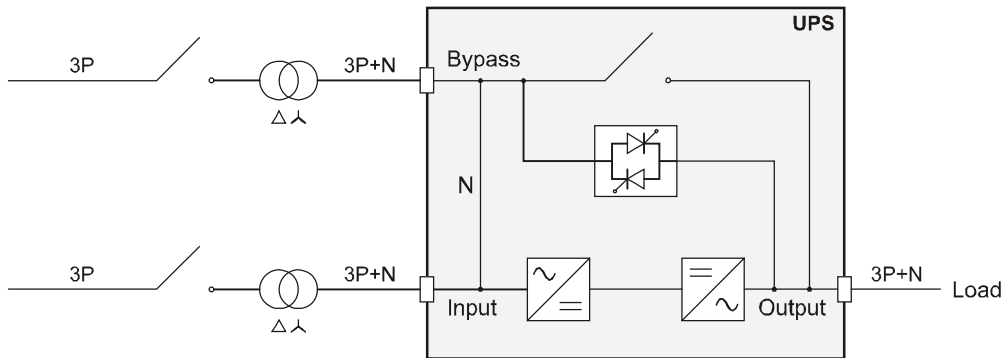 UPS
3P
3P+N
Bypass
N
3P
3P+N
Input
Output
3P+N
Load